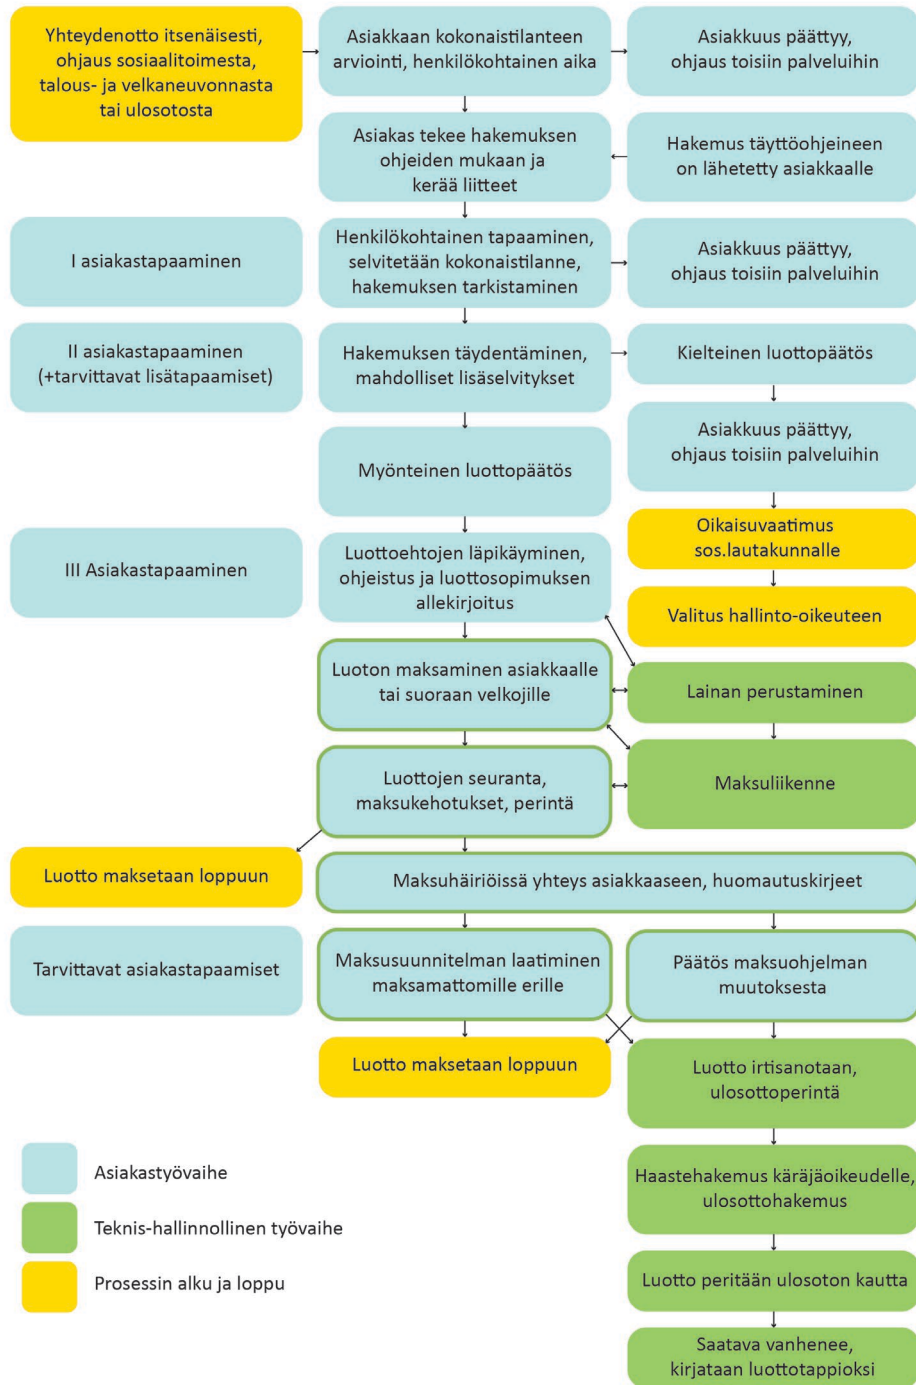 Yhteydenotto itsenäisesti,
ohjaus sosiaalitoimesta,
talous- ja velkaneuvonnasta
tai ulosotosta
Asiakkaan kokonaistilanteen
arviointi, henkilökohtainen aika
Asiakkuus päättyy,
ohjaus toisiin palveluihin
Asiakas tekee hakemuksen
ohjeiden mukaan ja
kerää liitteet
Hakemus täyttöohjeineen
on lähetetty asiakkaalle
I asiakastapaaminen
Henkilökohtainen tapaaminen,
selvitetään kokonaistilanne,
hakemuksen tarkistaminen
Asiakkuus päättyy,
ohjaus toisiin palveluihin
II asiakastapaaminen
(+tarvittavat lisätapaamiset)
Hakemuksen täydentäminen,
mahdolliset lisäselvitykset
Kielteinen luottopäätös
Myönteinen luottopäätös
Asiakkuus päättyy,
ohjaus toisiin palveluihin
Oikaisuvaatimus
sos.lautakunnalle
III Asiakastapaaminen
Luottoehtojen läpikäyminen,
ohjeistus ja luottosopimuksen
allekirjoitus
Valitus hallinto-oikeuteen
Luoton maksaminen asiakkaalle
tai suoraan velkojille
Lainan perustaminen
Luottojen seuranta,
maksukehotukset, perintä
Maksuliikenne
Luotto maksetaan loppuun
Maksuhäiriöissä yhteys asiakkaaseen, huomautuskirjeet
Tarvittavat asiakastapaamiset
Maksusuunnitelman laatiminen
maksamattomille erille
Päätös maksuohjelman
muutoksesta
Luotto maksetaan loppuun
Luotto irtisanotaan,
ulosottoperintä
Haastehakemus käräjäoikeudelle,
ulosottohakemus
Luotto peritään ulosoton kautta
Saatava vanhenee,
kirjataan luottotappioksi
Asiakastyövaihe
Teknis-hallinnollinen työvaihe
Prosessin alku ja loppu